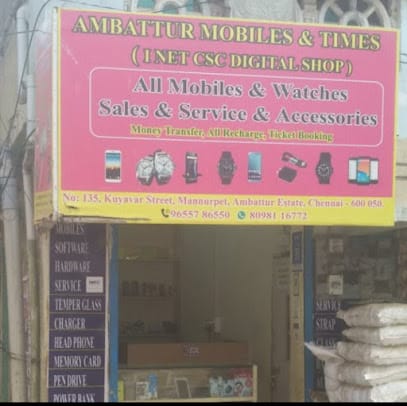 AMBATTUR MOBILES & TIMES
( I NET CSC DIGITAL SHOP )
All Mobiles & Watches
Sales & Service & Accessories
Money Transfer, All Recharge, Ticket Booking
No: 135, Kuyavar Street, Mannurpet, Ambattur Estate, Chennai - 600 050.
96557 86550 80981 16772
MOBILES
SOFTWARE
HARDWARE
SERVICE
TEMPER GLASS
CHARGER
HEAD PHONE
MEMORY CARD
PEN DRIVE
POWER BANK
SERVICE
STRAP